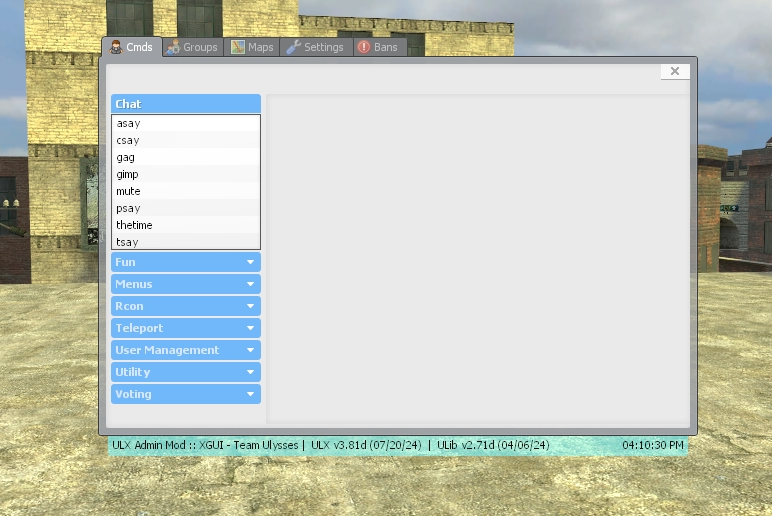 Cmds Groups Maps Settings Bans
Chat
asay
csay
gag
gimp
mute
psay
thetime
tsay
Fun
Menus
Rcon
Teleport
User Management
Utility
Voting
ULX Admin Mod :: XGUI - Team Ulysses | ULX v3.81d (07/20/24) | ULib v2.71d (04/06/24) 04:10:30 PM